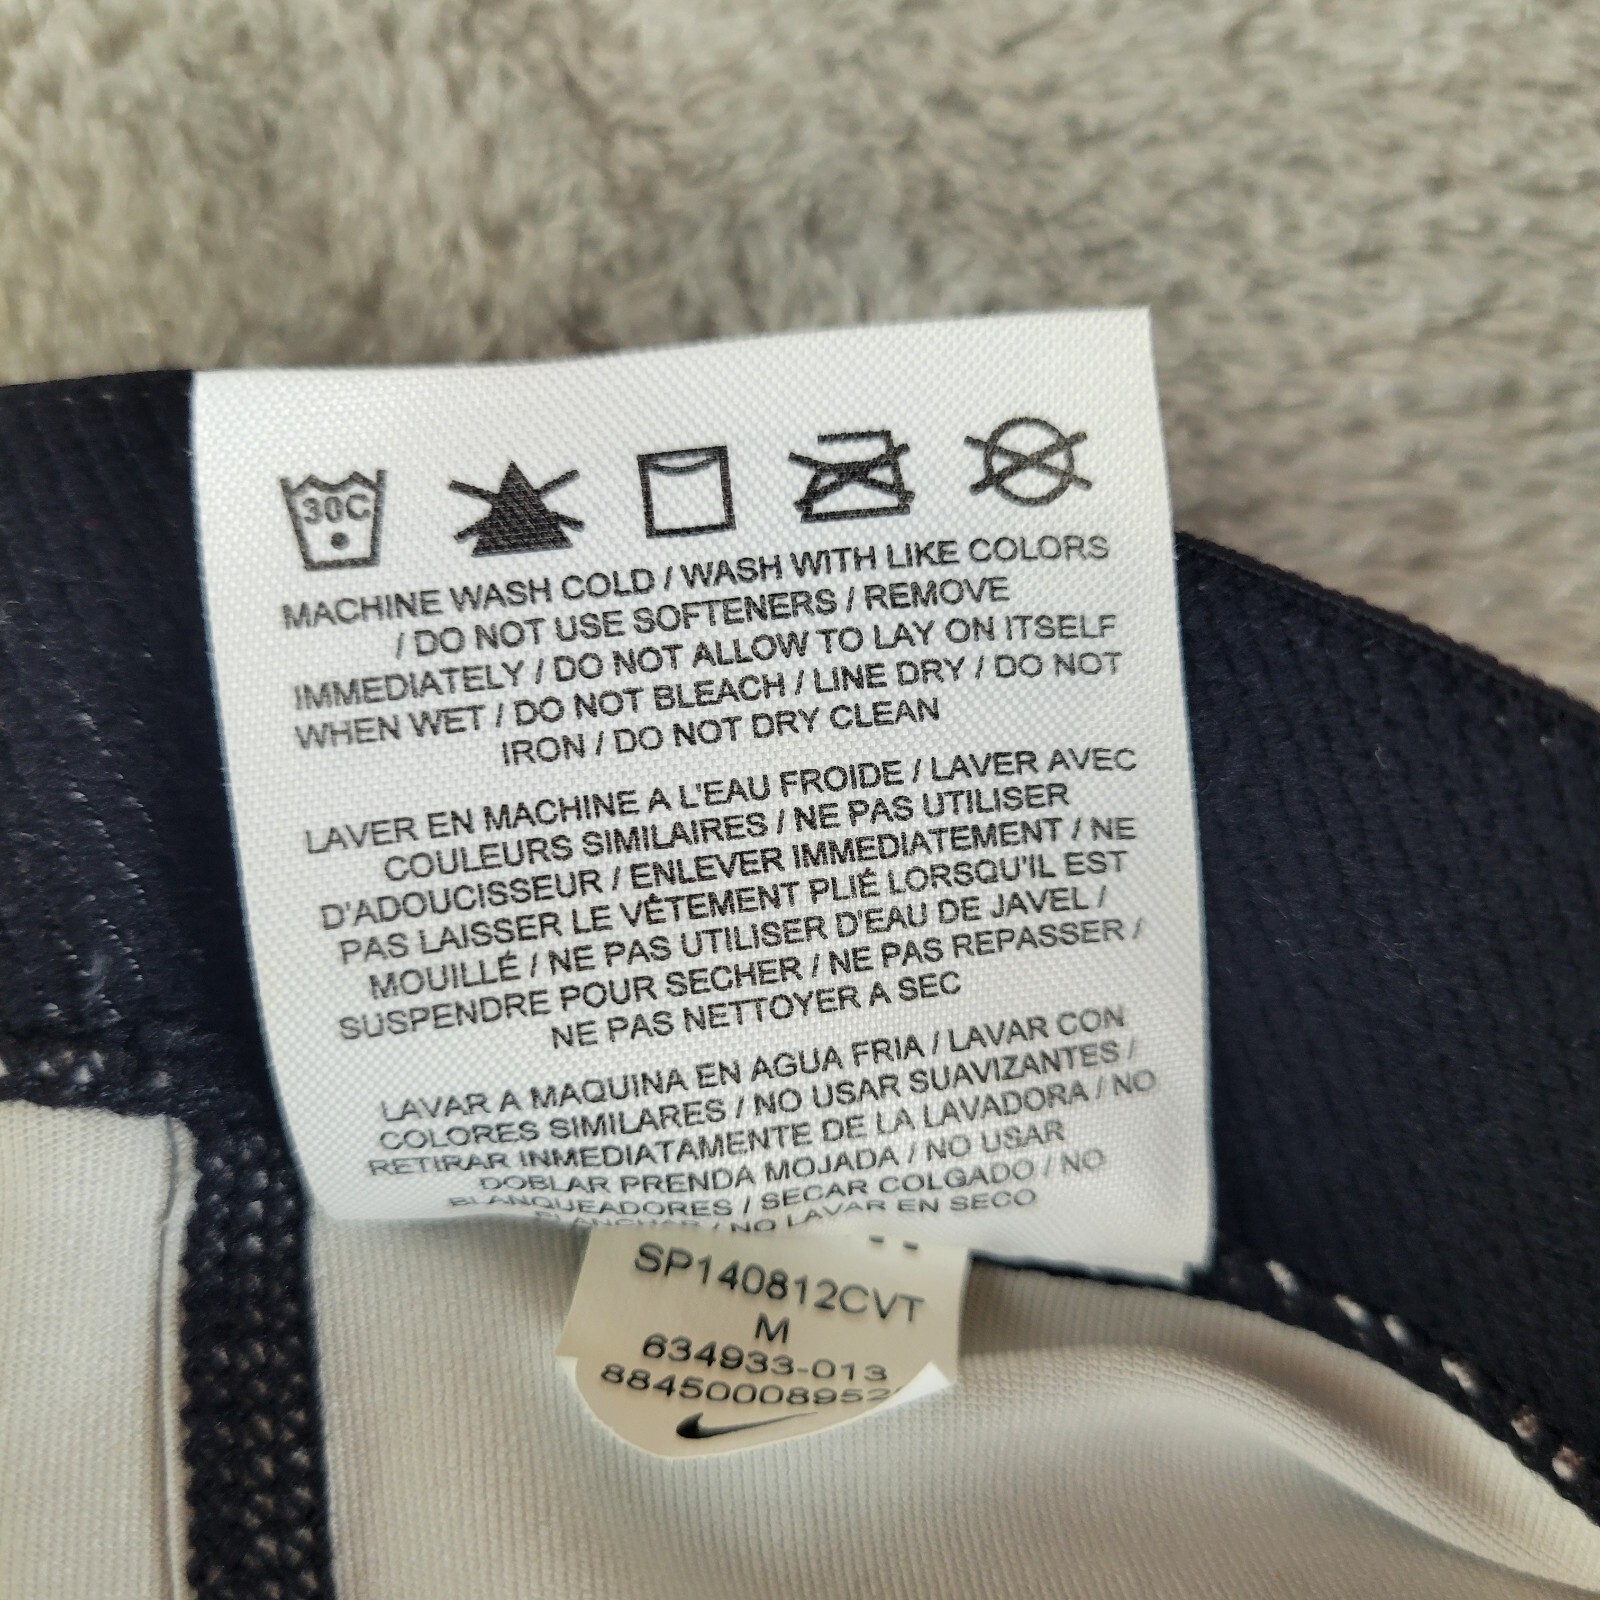 30C
MACHINE WASH COLD / WASH WITH LIKE COLORS
/ DO NOT USE SOFTENERS / REMOVE
IMMEDIATELY / DO NOT ALLOW TO LAY ON ITSELF
WHEN WET / DO NOT BLEACH / LINE DRY / DO NOT
IRON / DO NOT DRY CLEAN
LAVER EN MACHINE A L'EAU FROIDE / LAVER AVEC
COULEURS SIMILAIRES / NE PAS UTILISER
D'ADOUCISSEUR / ENLEVER IMMEDIATEMENT / NE
PAS LAISSER LE VÊTEMENT PLIÉ LORSQU'IL EST
MOUILLÉ / NE PAS UTILISER D'EAU DE JAVEL /
SUSPENDRE POUR SECHER / NE PAS REPASSER /
NE PAS NETTOYER A SEC
LAVAR A MAQUINA EN AGUA FRIA / LAVAR CON
COLORES SIMILARES / NO USAR SUAVIZANTES /
RETIRAR INMEDIATAMENTE DE LA LAVADORA / NO
DOBLAR PRENDA MOJADA / NO USAR
BLANQUEADORES / SECAR COLGADO / NO
PLANCHAR / NO LAVAR EN SECO
SP140812CVT
M
634933-013